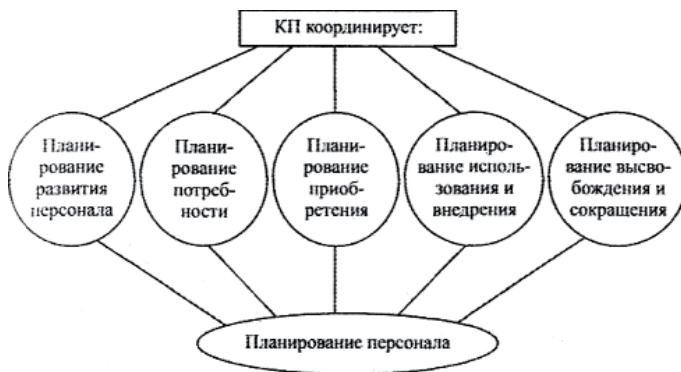 КП координирует:
Плани-
рование
развития
персонала
Плани-
рование
потреб-
ности
Плани-
рование
приоб-
ретения
Планиро-
вание исполь-
зования и
внедрения
Планиро-
вание высво-
бождения и
сокращения
Планирование персонала